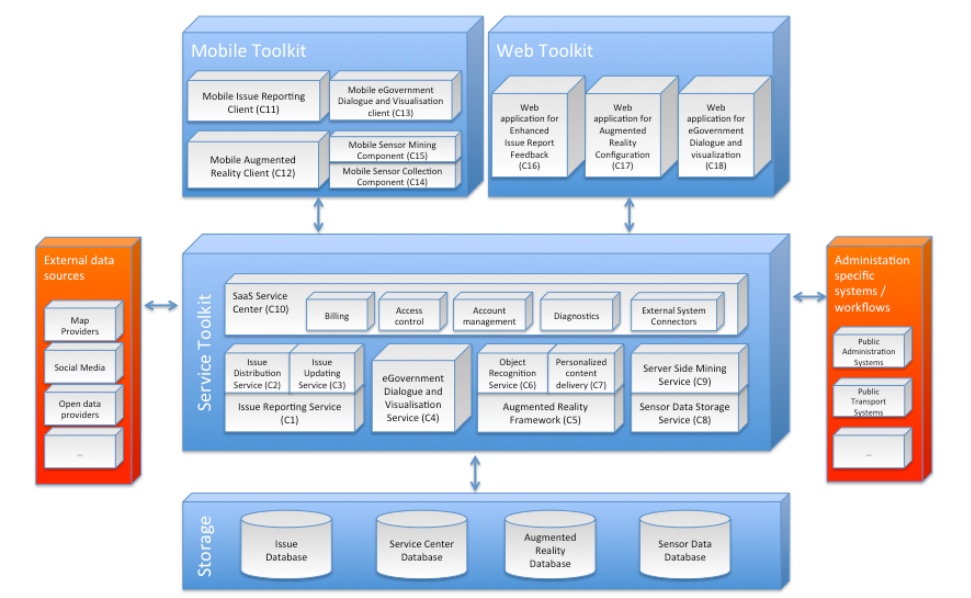 Mobile Toolkit
Mobile Issue Reporting
Client (C11)
Mobile eGovernment
Dialogue and Visualisation
client (C13)
Mobile Augmented
Reality Client (C12)
Mobile Sensor Mining
Component (C15)
Mobile Sensor Collection
Component (C14)
Web Toolkit
Web
application for
Enhanced
Issue Report
Feedback
(C16)
Web
application for
Augmented
Reality
Configuration
(C17)
Web
application for
eGovernment
Dialogue and
visualization
(C18)
External data
sources
Map
Providers
Social Media
Open data
providers
...
Service Toolkit
SaaS Service
Center (C10)
Billing
Access
control
Account
management
Diagnostics
External System
Connectors
Issue
Distribution
Service (C2)
Issue
Updating
Service (C3)
Issue Reporting Service
(C1)
eGovernment
Dialogue and
Visualisation
Service (C4)
Object
Recognition
Service (C6)
Personalized
content
delivery (C7)
Augmented Reality
Framework (C5)
Server Side Mining
Service (C9)
Sensor Data Storage
Service (C8)
Administation
specific
systems /
workflows
Public
Administration
Systems
Public
Transport
Systems
...
Storage
Issue
Database
Service Center
Database
Augmented
Reality
Database
Sensor Data
Database